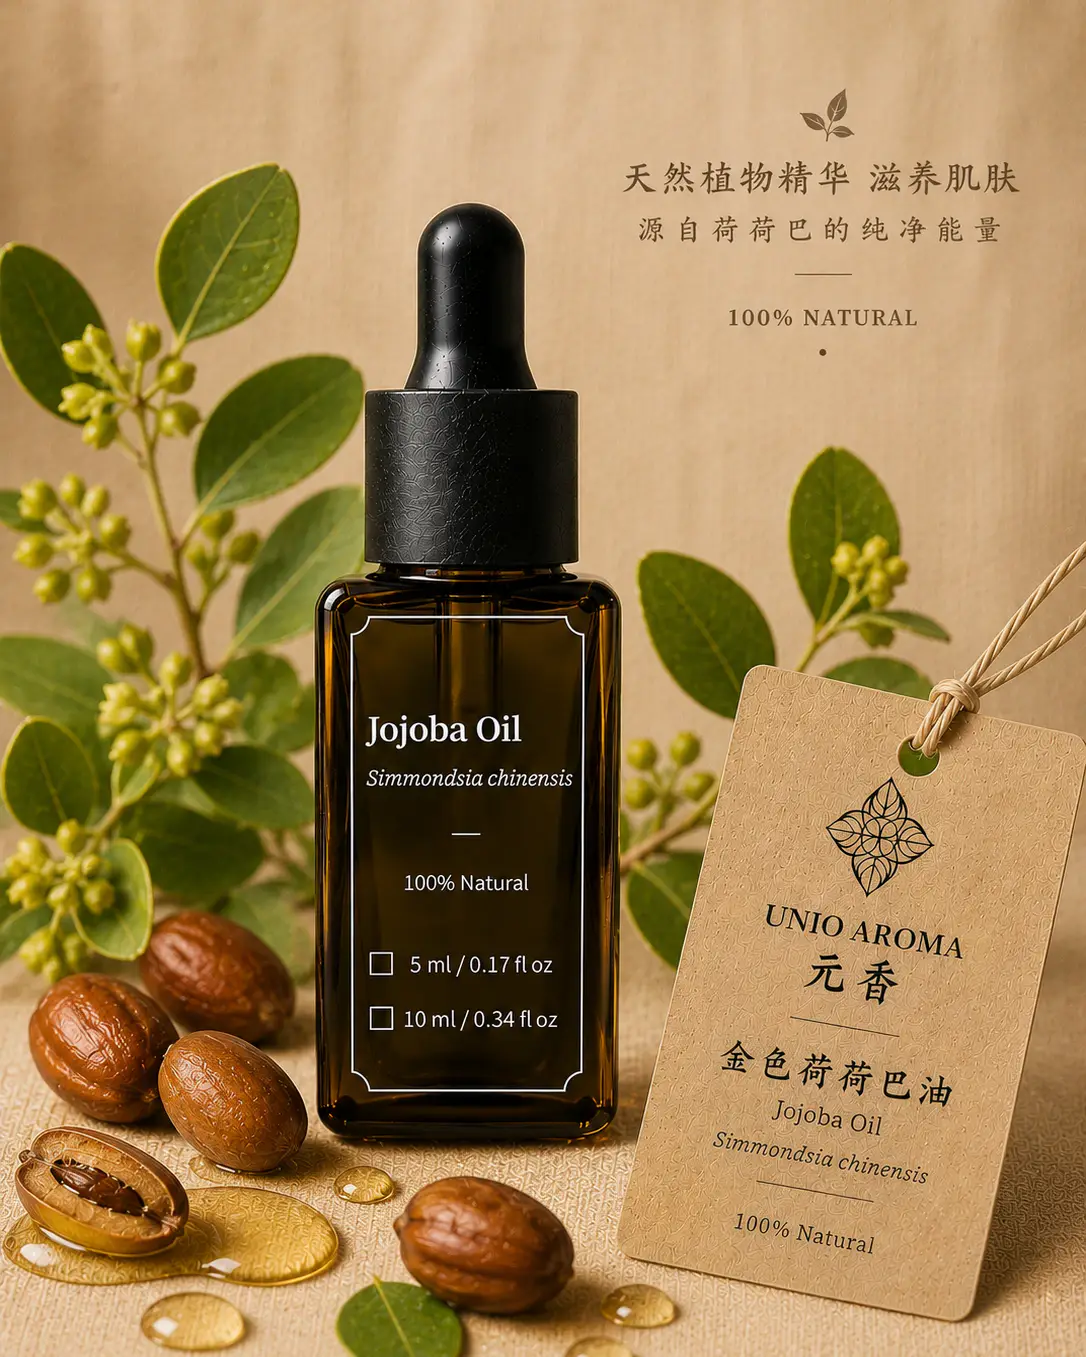 天然植物精华 滋养肌肤
源自荷荷巴的纯净能量
100% NATURAL
Jojoba Oil
Simmondsia chinensis
100% Natural
5 ml / 0.17 fl oz
10 ml / 0.34 fl oz
UNIO AROMA
元香
金色荷荷巴油
Jojoba Oil
Simmondsia chinensis
100% Natural